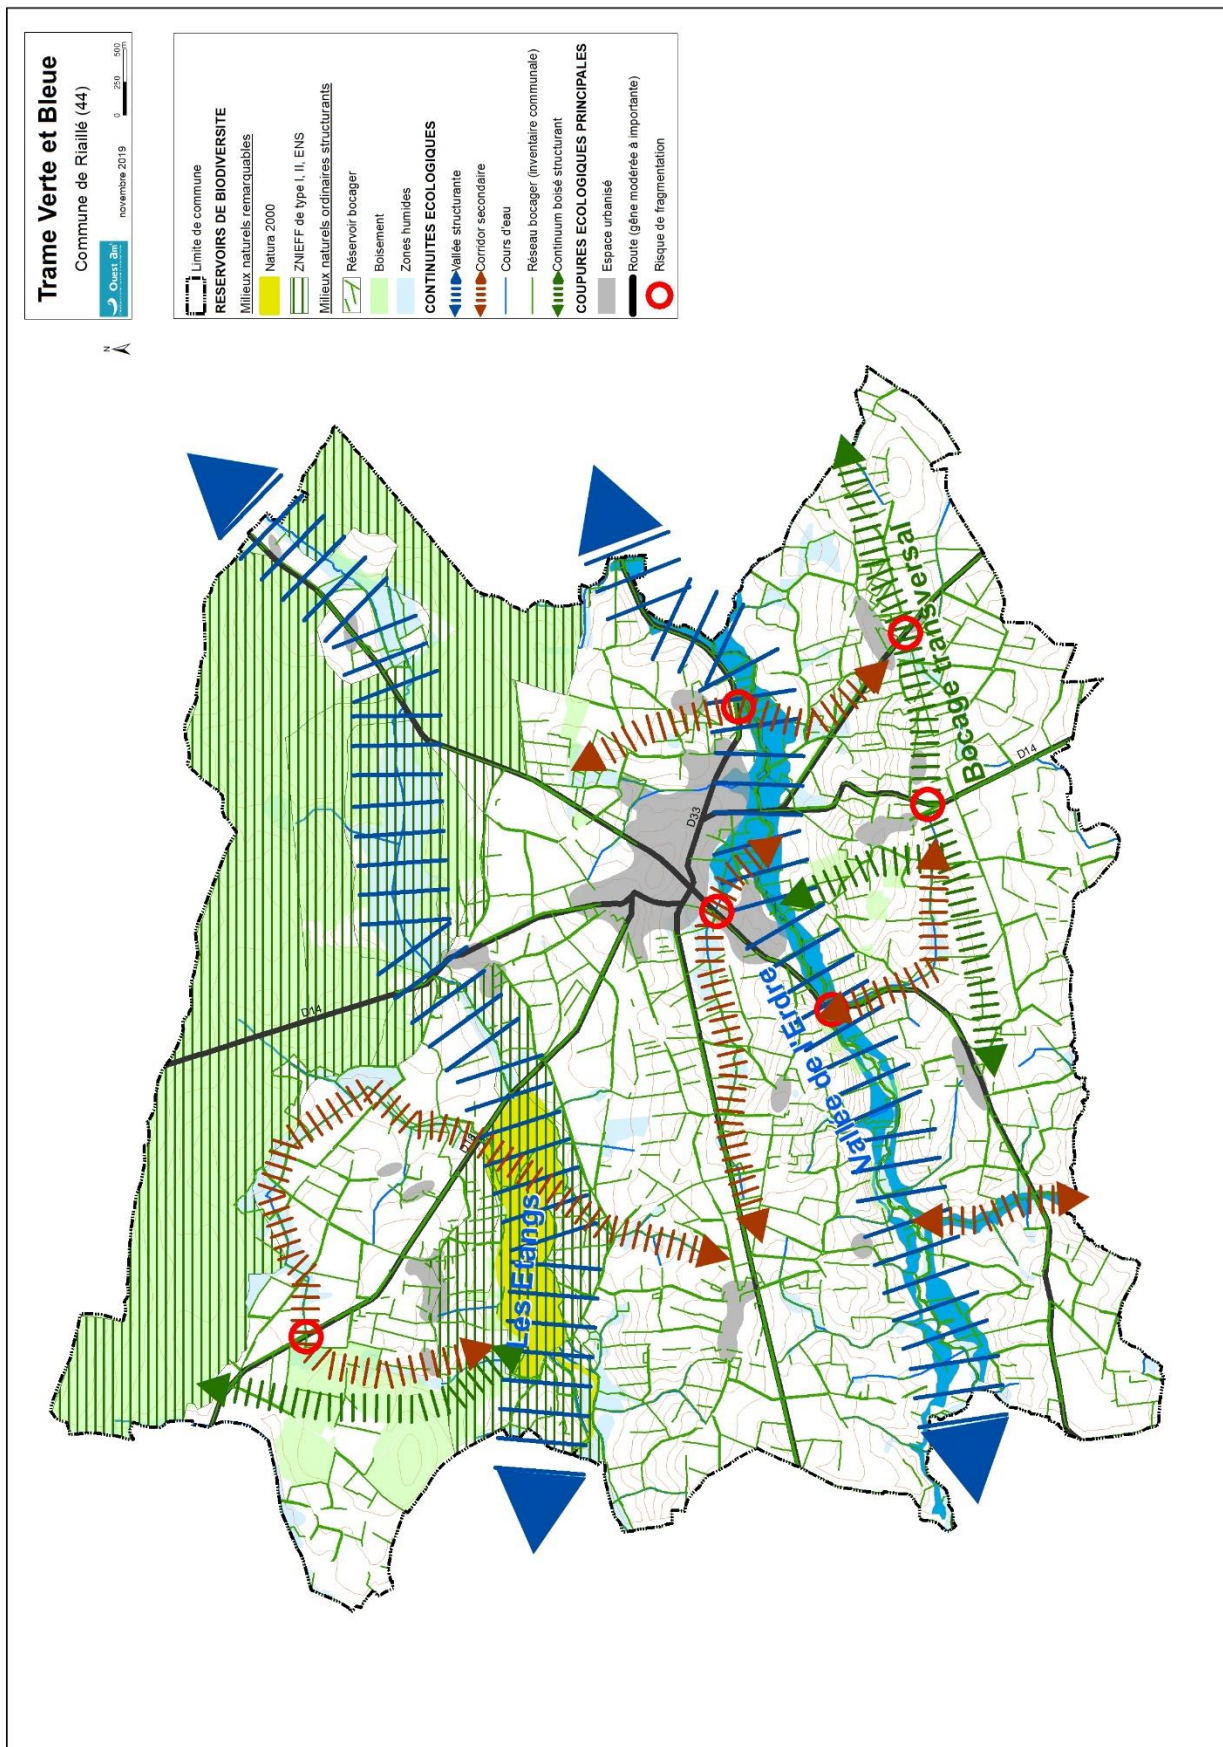 Trame Verte et Bleue
Commune de Riaillé (44)
novembre 2019
0 250 500
m
Ouest am'
N
Limite de commune
RESERVOIRS DE BIODIVERSITE
Milieux naturels remarquables
Natura 2000
ZNIEFF de type I, II, ENS
Milieux naturels ordinaires structurants
Réservoir bocager
Boisement
Zones humides
CONTINUITES ECOLOGIQUES
Vallée structurante
Corridor secondaire
Cours d'eau
Réseau bocager (inventaire communale)
Continuum boisé structurant
COUPURES ECOLOGIQUES PRINCIPALES
Espace urbanisé
Route (gêne modérée à importante)
Risque de fragmentation
D14
D18
Les Etangs
D33
Vallée de l'Erdre
Bocage transversal
D14